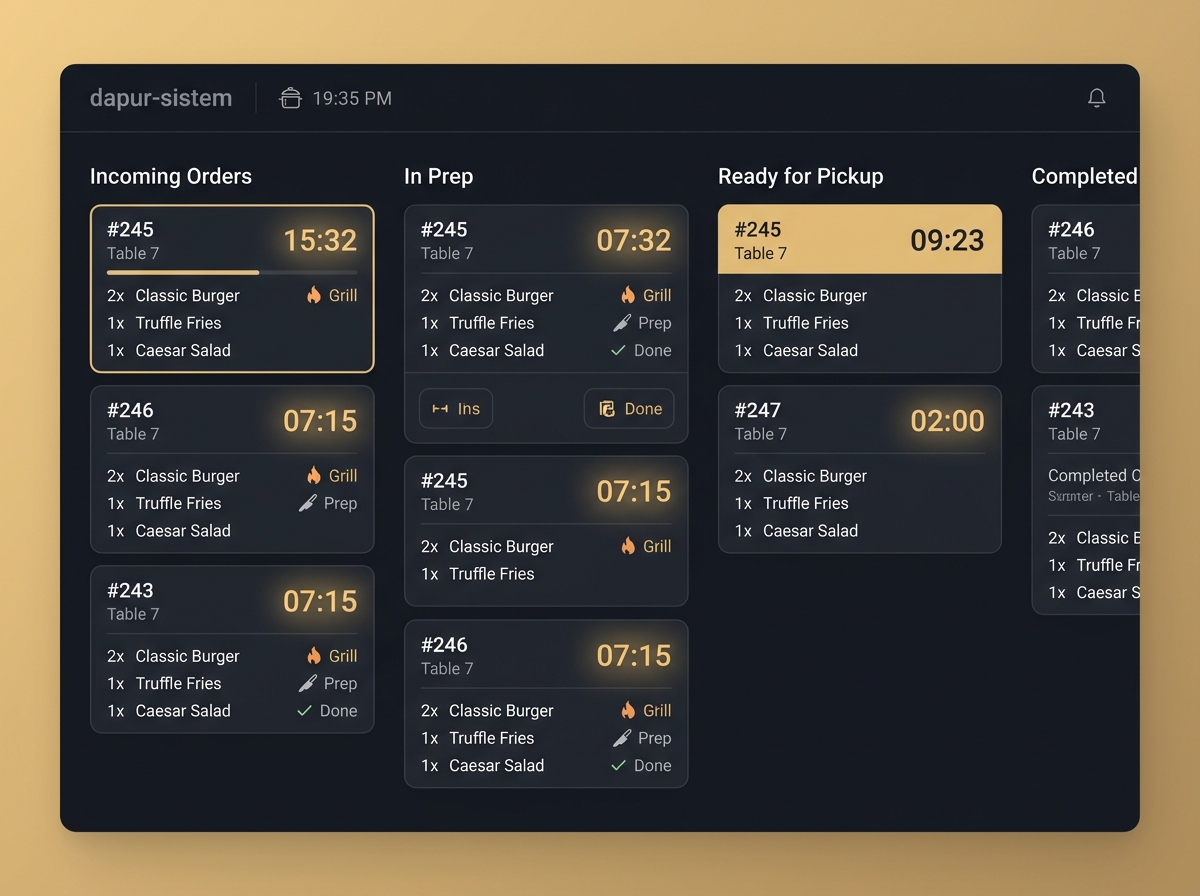 dapur-sistem
19:35 PM
Incoming Orders
#245
Table 7
15:32
2x Classic Burger Grill
1x Truffle Fries
1x Caesar Salad
#246
Table 7
07:15
2x Classic Burger Grill
1x Truffle Fries Prep
1x Caesar Salad
#243
Table 7
07:15
2x Classic Burger Grill
1x Truffle Fries Prep
1x Caesar Salad Done
In Prep
#245
Table 7
07:32
2x Classic Burger Grill
1x Truffle Fries Prep
1x Caesar Salad Done
Ins Done
#245
Table 7
07:15
2x Classic Burger Grill
1x Truffle Fries
#246
Table 7
07:15
2x Classic Burger Grill
1x Truffle Fries Prep
1x Caesar Salad Done
Ready for Pickup
#245
Table 7
09:23
2x Classic Burger
1x Truffle Fries
1x Caesar Salad
#247
Table 7
02:00
2x Classic Burger
1x Truffle Fries
1x Caesar Salad
Completed
#246
Table 7
2x Classic
1x Truffle Fr
1x Caesar S
#243
Table 7
Completed
Table
2x Classic
1x Truffle Fr
1x Caesar S